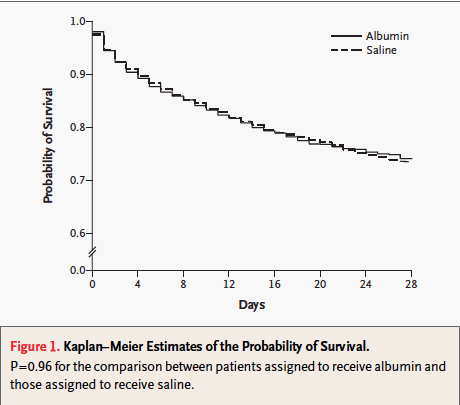 1.0
Albumin
Saline
0.9
0.8
0.7
0.6
0.0
Probability of Survival
0 4 8 12 16 20 24 28
Days
Figure 1. Kaplan–Meier Estimates of the Probability of Survival.
P=0.96 for the comparison between patients assigned to receive albumin and
those assigned to receive saline.